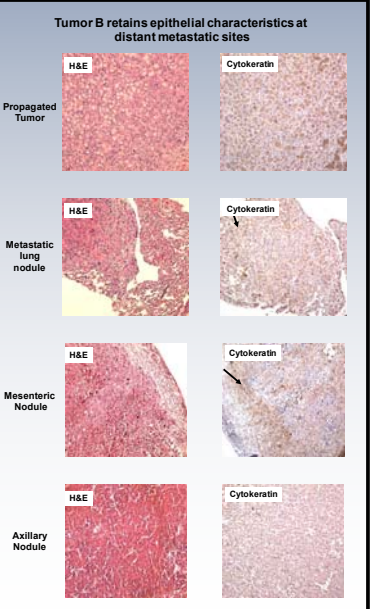 Tumor B retains epithelial characteristics at
distant metastatic sites
H&E
Cytokeratin
Propagated
Tumor
H&E
Cytokeratin
Metastatic
lung
nodule
H&E
Cytokeratin
Mesenteric
Nodule
H&E
Cytokeratin
Axillary
Nodule